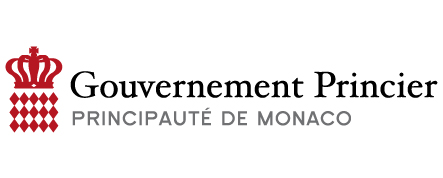 Gouvernement Princier
PRINCIPAUTÉ DE MONACO